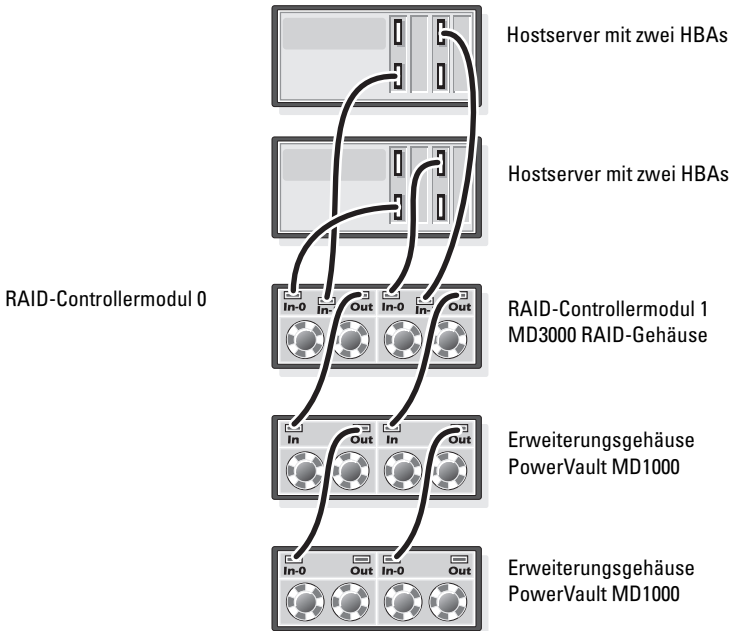 Hostserver mit zwei HBAs
Hostserver mit zwei HBAs
RAID-Controllermodul 0
In-0 In- Out In-0 In- Out
RAID-Controllermodul 1
MD3000 RAID-Gehäuse
In Out In Out
Erweiterungsgehäuse
PowerVault MD1000
In-0 Out In-0 Out
Erweiterungsgehäuse
PowerVault MD1000